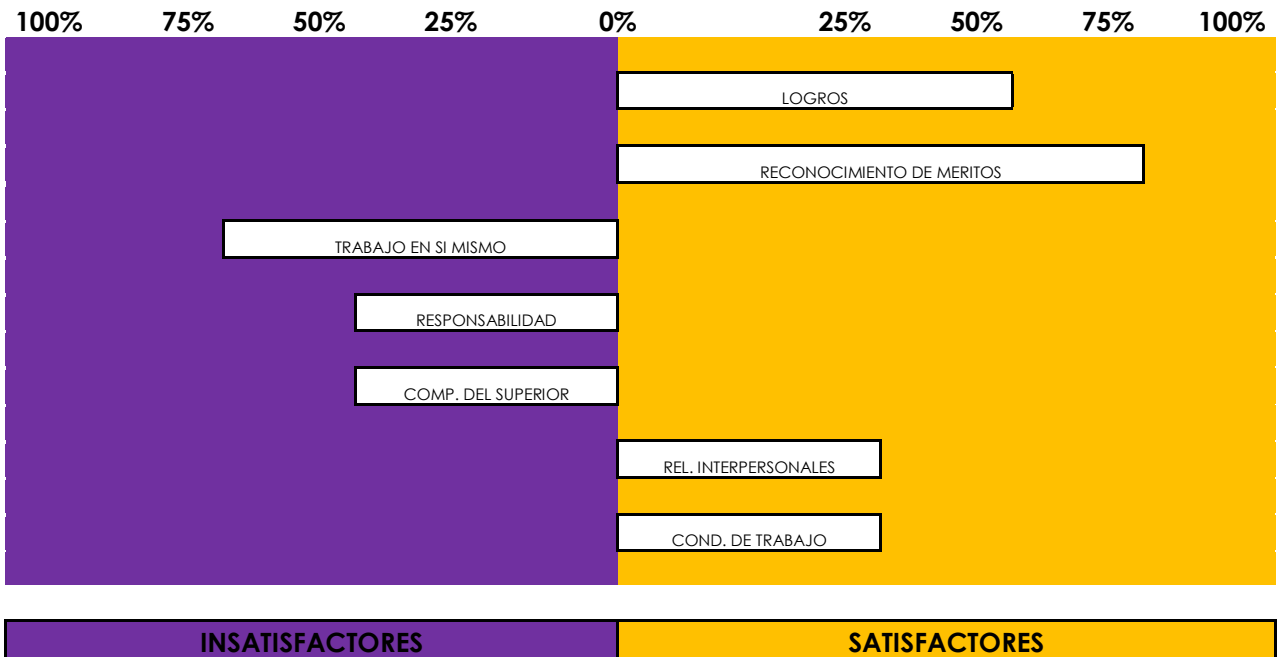 100% 75% 50% 25% 0% 25% 50% 75% 100%
LOGROS
RECONOCIMIENTO DE MERITOS
TRABAJO EN SI MISMO
RESPONSABILIDAD
COMP. DEL SUPERIOR
REL. INTERPERSONALES
COND. DE TRABAJO
INSATISFACTORES SATISFACTORES